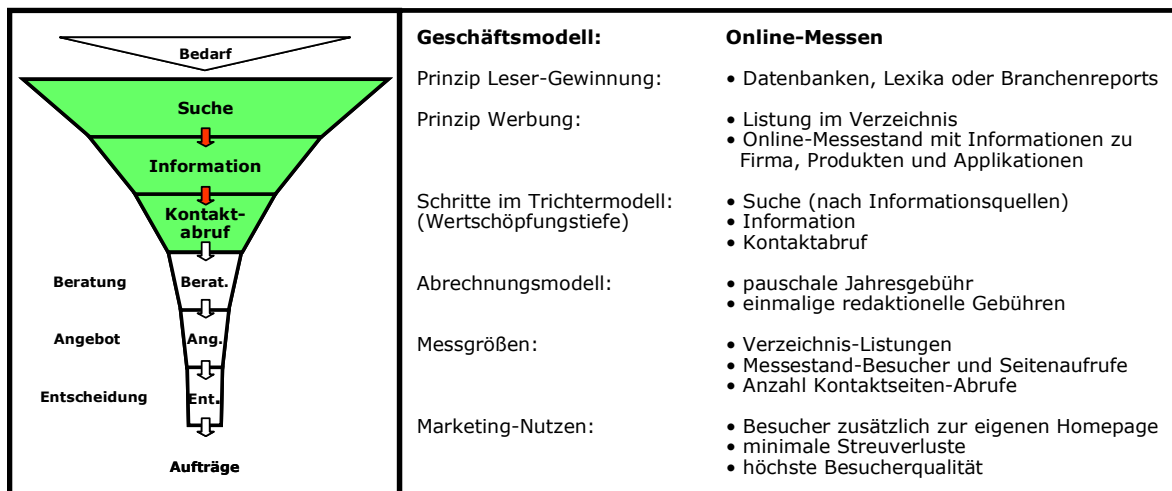 Bedarf
Suche
Information
Kontakt-
abruf
Beratung
Berat.
Angebot
Ang.
Entscheidung
Ent.
Aufträge
Geschäftsmodell:
Online-Messen
Prinzip Leser-Gewinnung:
• Datenbanken, Lexika oder Branchenreports
Prinzip Werbung:
• Listung im Verzeichnis
• Online-Messestand mit Informationen zu
Firma, Produkten und Applikationen
Schritte im Trichtermodell:
(Wertschöpfungstiefe)
• Suche (nach Informationsquellen)
• Information
• Kontaktabruf
Abrechnungsmodell:
• pauschale Jahresgebühr
• einmalige redaktionelle Gebühren
Messgrößen:
• Verzeichnis-Listungen
• Messestand-Besucher und Seitenaufrufe
• Anzahl Kontaktseiten-Abrufe
Marketing-Nutzen:
• Besucher zusätzlich zur eigenen Homepage
• minimale Streuverluste
• höchste Besucherqualität